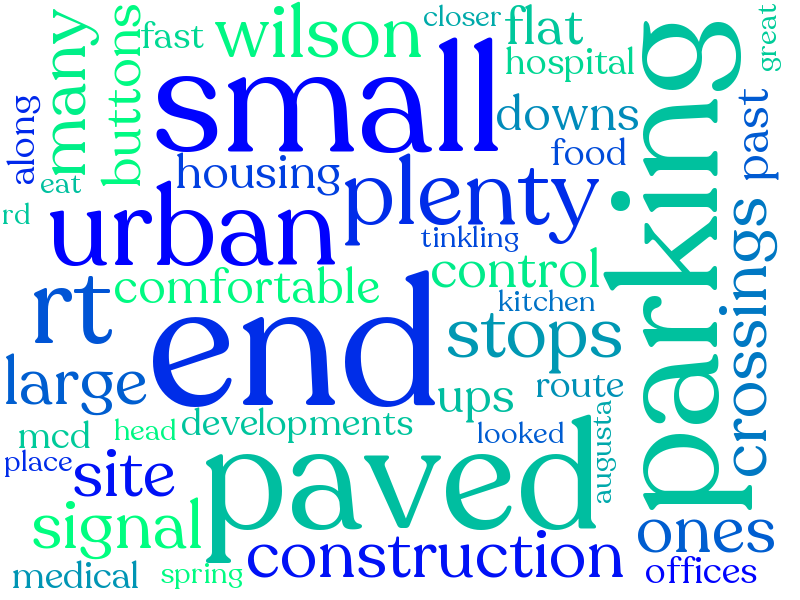 closer
great
fast
wilson
flat
many
buttons
small
hospital
parking
along
downs
past
food
eat
housing
plenty
rd
urban
tinkling
crossings
comfortable
control
rt
end
kitchen
stops
large
ups
route
mcd
head
developments
looked
augusta
place
site
paved
signal
construction
ones
medical
spring
offices